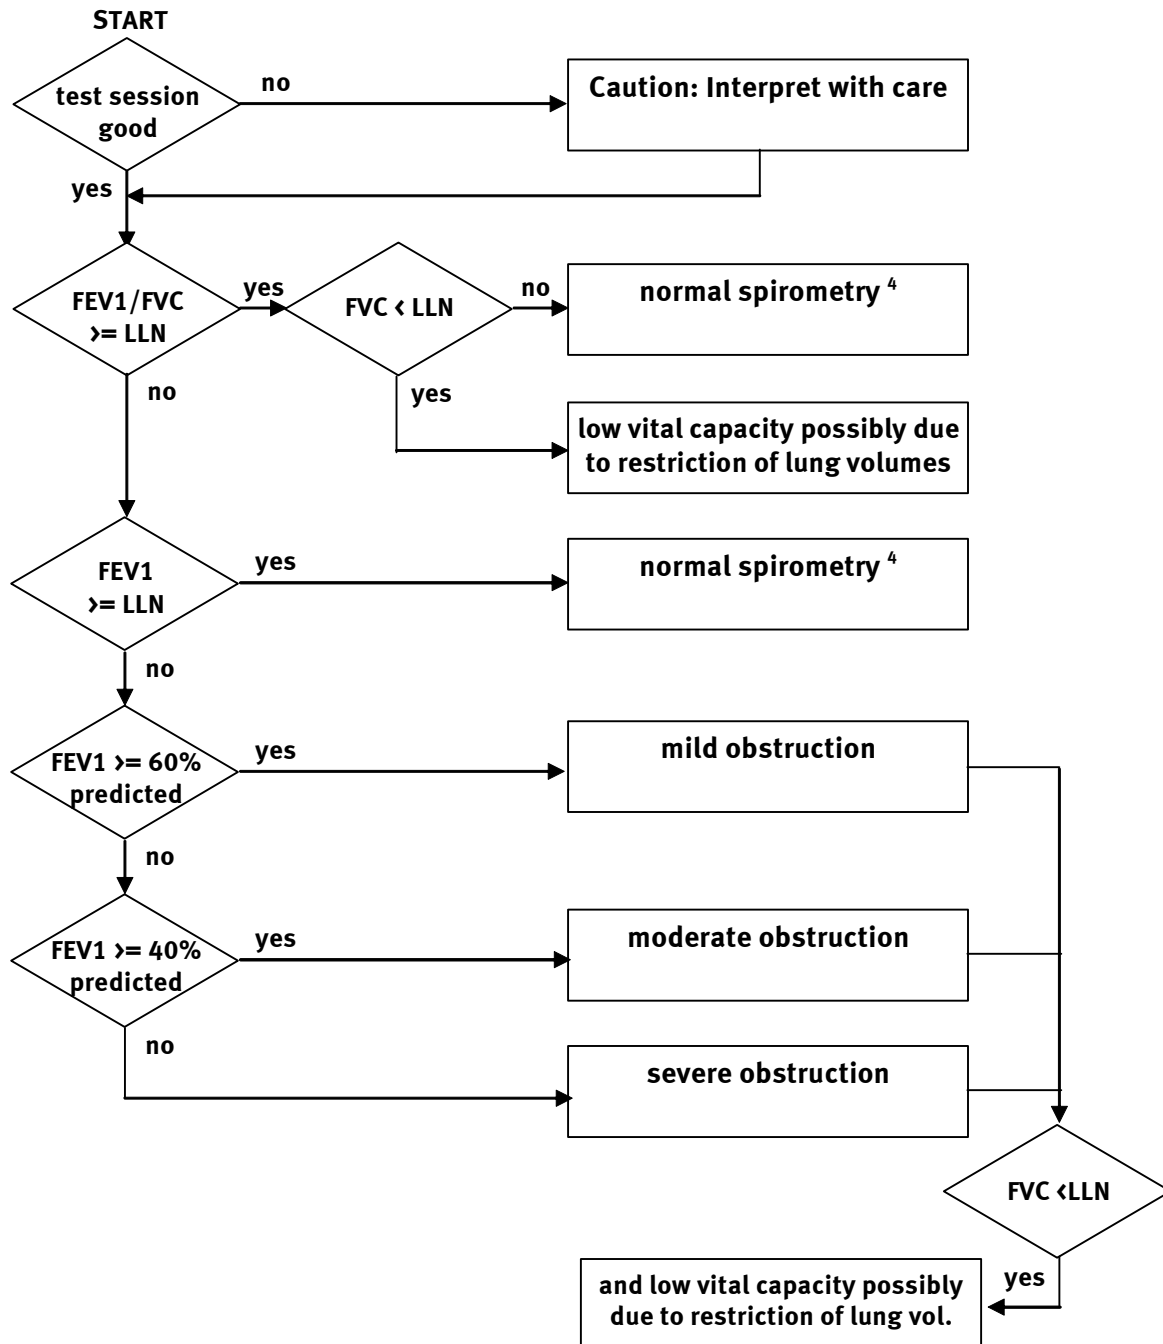 START
test session
good
no
Caution: Interpret with care
yes
FEV1/FVC
>= LLN
yes
FVC < LLN
no
normal spirometry ⁴
no
yes
low vital capacity possibly due
to restriction of lung volumes
FEV1
>= LLN
yes
normal spirometry ⁴
no
FEV1 >= 60%
predicted
yes
mild obstruction
no
FEV1 >= 40%
predicted
yes
moderate obstruction
no
severe obstruction
FVC <LLN
yes
and low vital capacity possibly
due to restriction of lung vol.